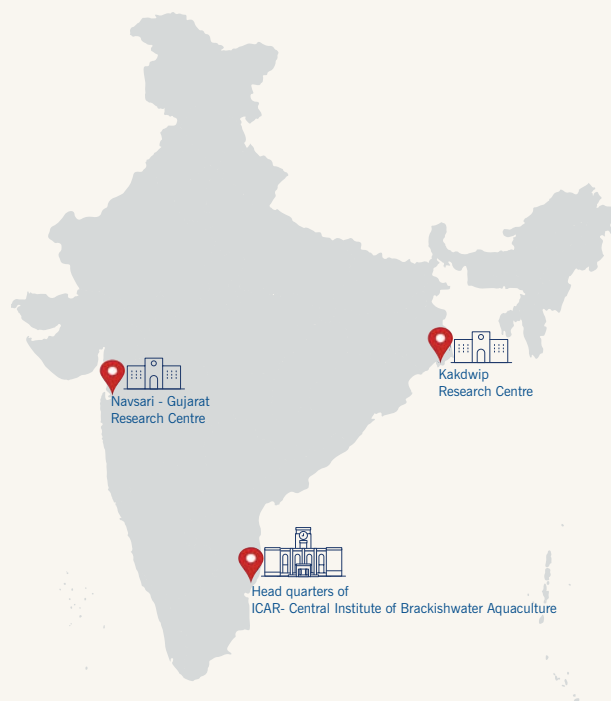 Kakdwip
Research Centre
Navsari - Gujarat
Research Centre
Head quarters of
ICAR- Central Institute of Brackishwater Aquaculture